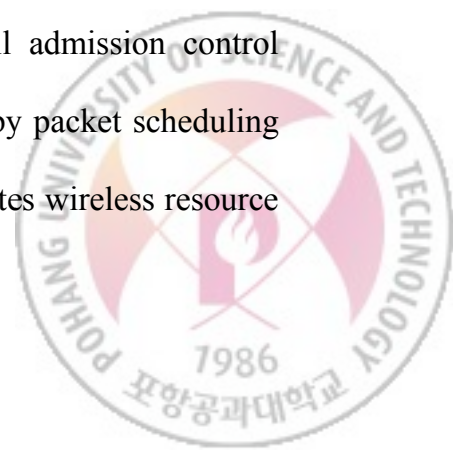 ll admission control
by packet scheduling
tes wireless resource
POHANG UNIVERSITY OF SCIENCE AND TECHNOLOGY
1986
포항공과대학교